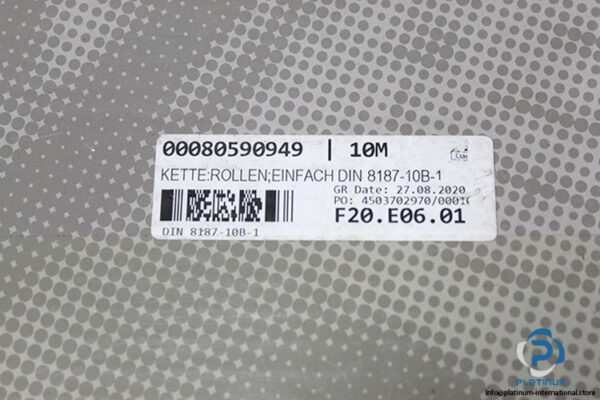 00080590949 | 10M
KETTE:ROLLEN;EINFACH DIN 8187-10B-1
GR Date: 27.08.2020
PO: 4503702970/00010
F20.E06.01
DIN 8187-10B-1
PLATINUM
info@platinum-international.store